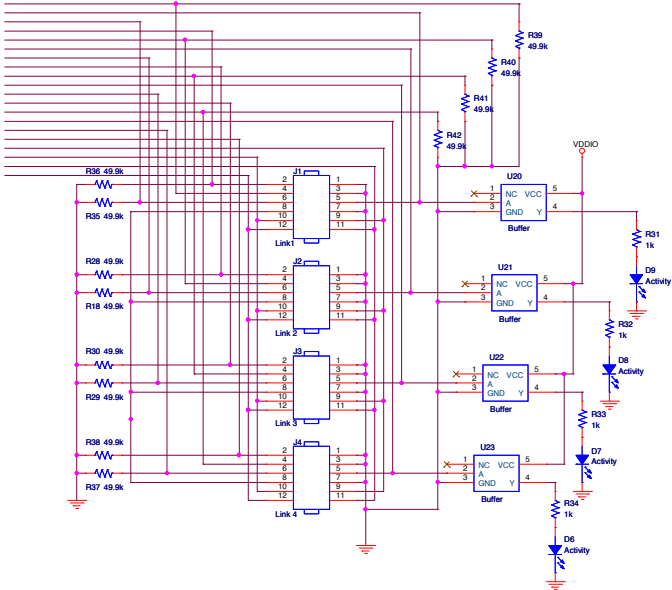 R39
49.9k
R40
49.9k
R41
49.9k
R42
49.9k
VDDIO
R36 49.9k
R35 49.9k
J1
2 1
4 3
6 5
8 7
10 9
12 11
Link1
U20
1 NC VCC 5
2 A
3 GND Y 4
Buffer
R31
1k
D9
Activity
R28 49.9k
R18 49.9k
J2
2 1
4 3
6 5
8 7
10 9
12 11
Link 2
U21
1 NC VCC 5
2 A
3 GND Y 4
Buffer
R32
1k
D8
Activity
R30 49.9k
R29 49.9k
J3
2 1
4 3
6 5
8 7
10 9
12 11
Link 3
U22
1 NC VCC 5
2 A
3 GND Y 4
Buffer
R33
1k
D7
Activity
R38 49.9k
R37 49.9k
J4
2 1
4 3
6 5
8 7
10 9
12 11
Link 4
U23
1 NC VCC 5
2 A
3 GND Y 4
Buffer
R34
1k
D6
Activity